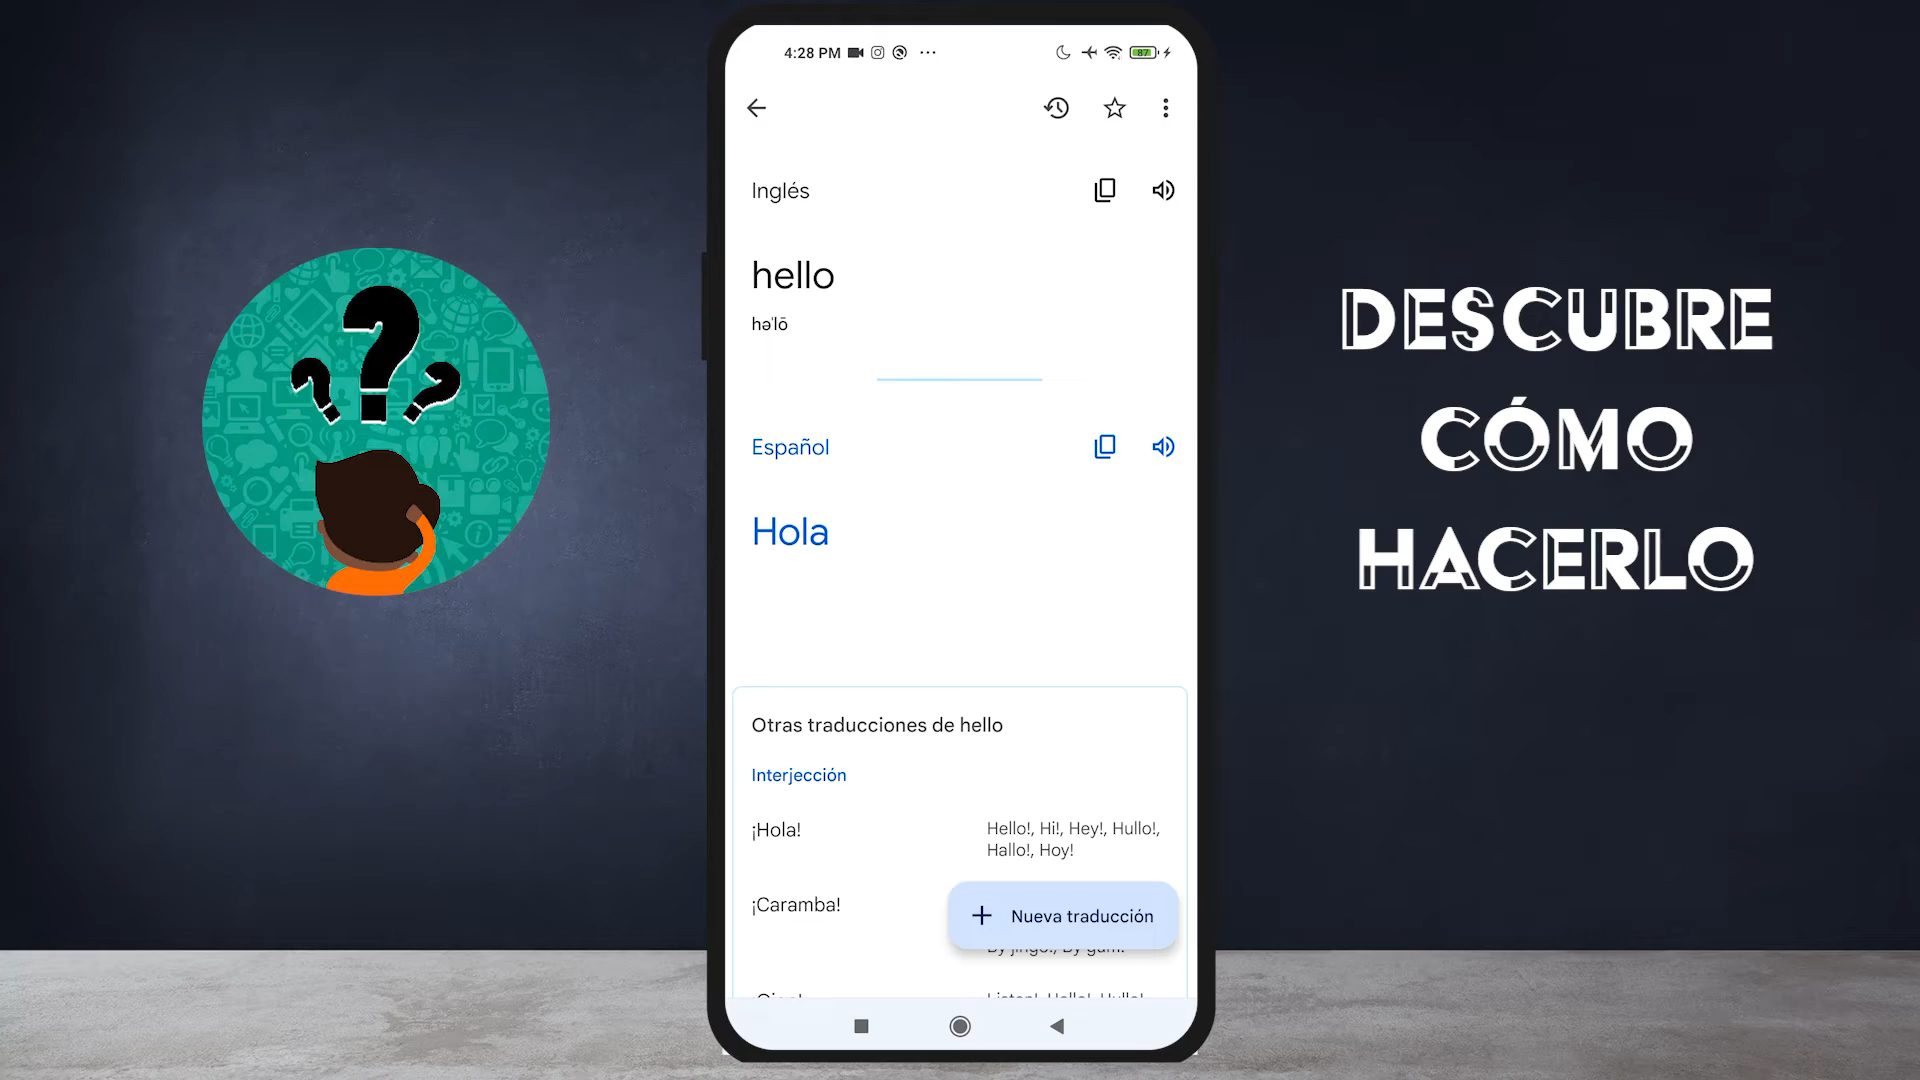 4:28 PM
87
Inglés
hello
həˈlō
Español
Hola
Otras traducciones de hello
Interjección
¡Hola!
Hello!, Hi!, Hey!, Hullo!,
Hallo!, Hoy!
¡Caramba!
Nueva traducción
DESCUBRE
CÓMO
HACERLO